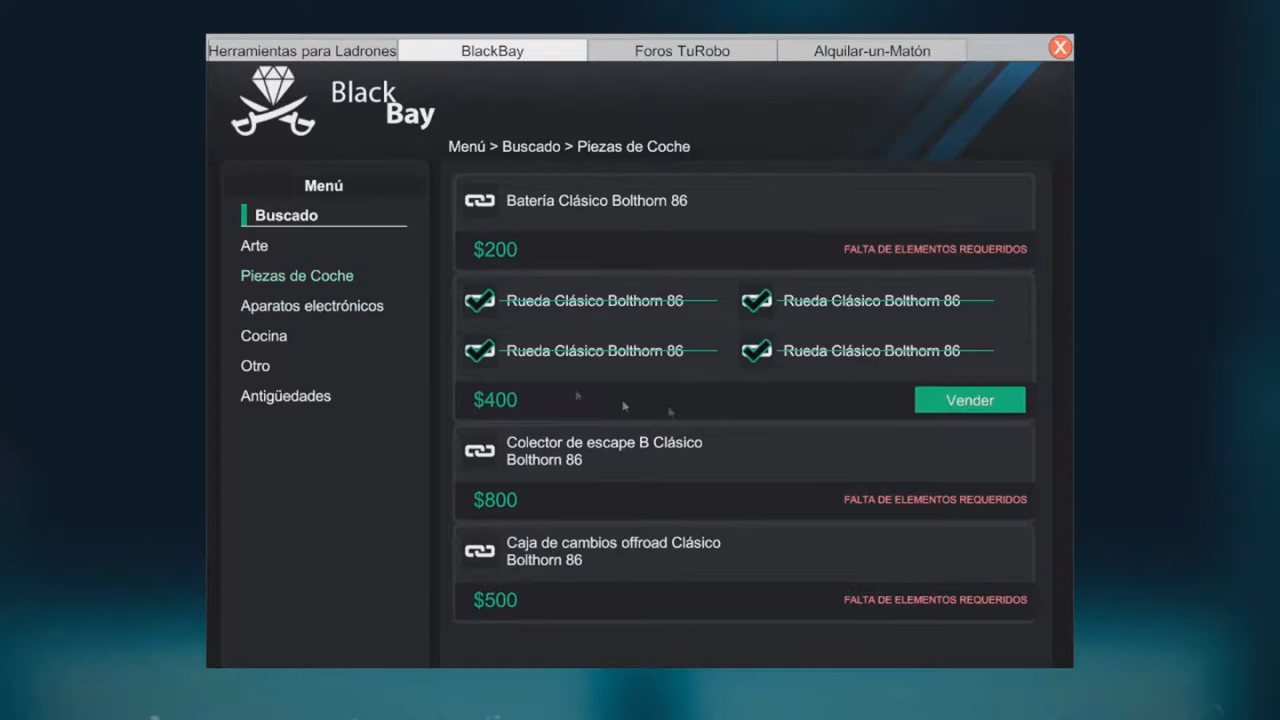 Herramientas para Ladrones
BlackBay
Foros TuRobo
Alquilar-un-Matón
X
Black
Bay
Menú > Buscado > Piezas de Coche
Menú
Buscado
Arte
Piezas de Coche
Aparatos electrónicos
Cocina
Otro
Antigüedades
Batería Clásico Bolthorn 86
$200
FALTA DE ELEMENTOS REQUERIDOS
Rueda Clásico Bolthorn 86
Rueda Clásico Bolthorn 86
Rueda Clásico Bolthorn 86
Rueda Clásico Bolthorn 86
$400
Vender
Colector de escape B Clásico
Bolthorn 86
$800
FALTA DE ELEMENTOS REQUERIDOS
Caja de cambios offroad Clásico
Bolthorn 86
$500
FALTA DE ELEMENTOS REQUERIDOS